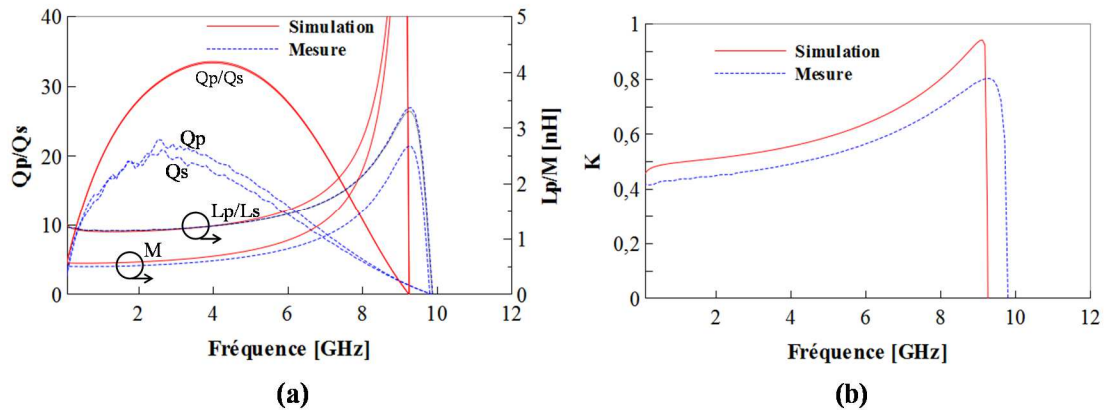 40
30
20
10
0
Qp/Qs
Simulation
Mesure
Qp/Qs
Qp
Qs
Lp/Ls
M
5
4
3
2
1
0
Lp/M [nH]
2
4
6
8
10
12
Fréquence [GHz]
(a)
1
0,8
0,6
0,4
0,2
0
K
Simulation
Mesure
2
4
6
8
10
12
Fréquence [GHz]
(b)